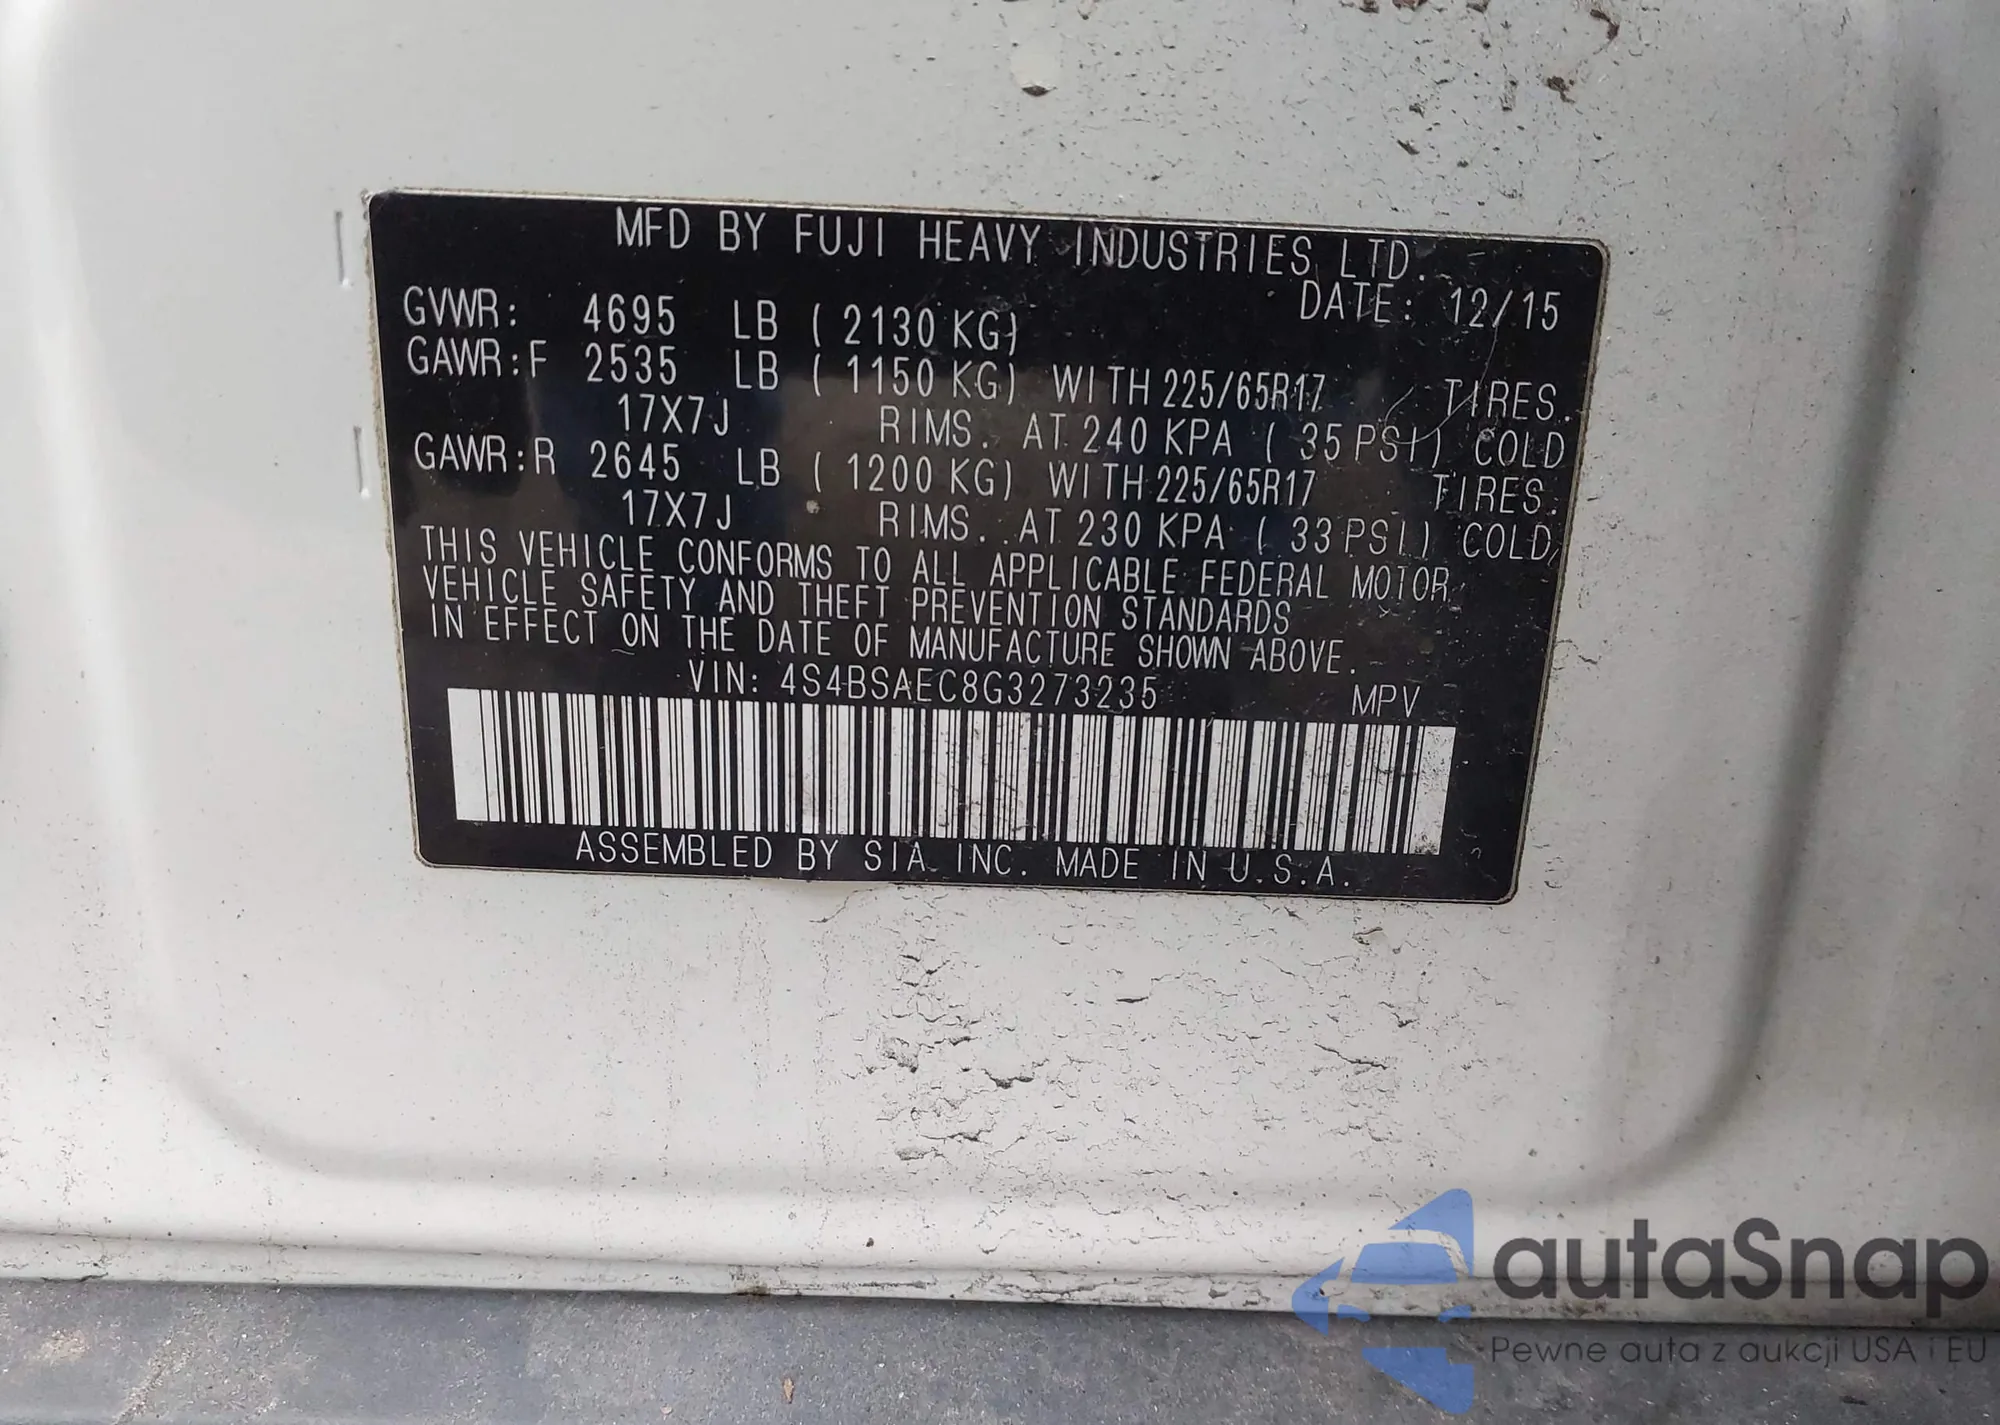 MFD BY FUJI HEAVY INDUSTRIES LTD.
DATE: 12/15
GVWR: 4695 LB ( 2130 KG)
GAWR:F 2535 LB ( 1150 KG) WITH 225/65R17 TIRES.
17X7J RIMS. AT 240 KPA ( 35 PSI) COLD
GAWR:R 2645 LB ( 1200 KG) WITH 225/65R17 TIRES.
17X7J RIMS. AT 230 KPA ( 33 PSI) COLD
THIS VEHICLE CONFORMS TO ALL APPLICABLE FEDERAL MOTOR
VEHICLE SAFETY AND THEFT PREVENTION STANDARDS
IN EFFECT ON THE DATE OF MANUFACTURE SHOWN ABOVE.
VIN: 4S4BSAEC8G3273235 MPV
ASSEMBLED BY SIA INC. MADE IN U.S.A.
autaSnap
Pewne auta z aukcji USA i EU